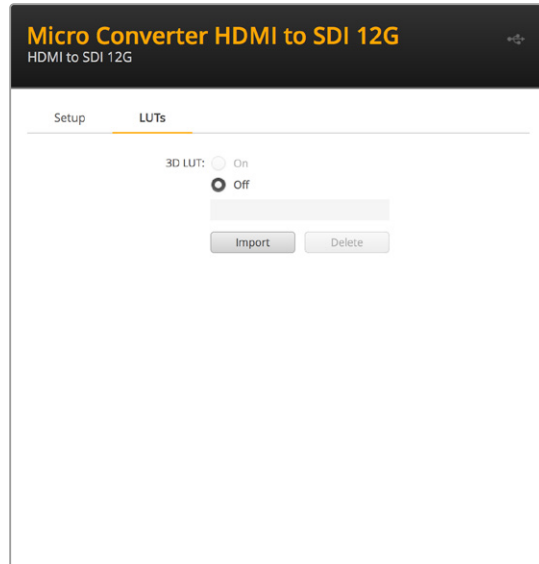 Micro Converter HDMI to SDI 12G
HDMI to SDI 12G
Setup LUTs
3D LUT: On
Off
Import Delete